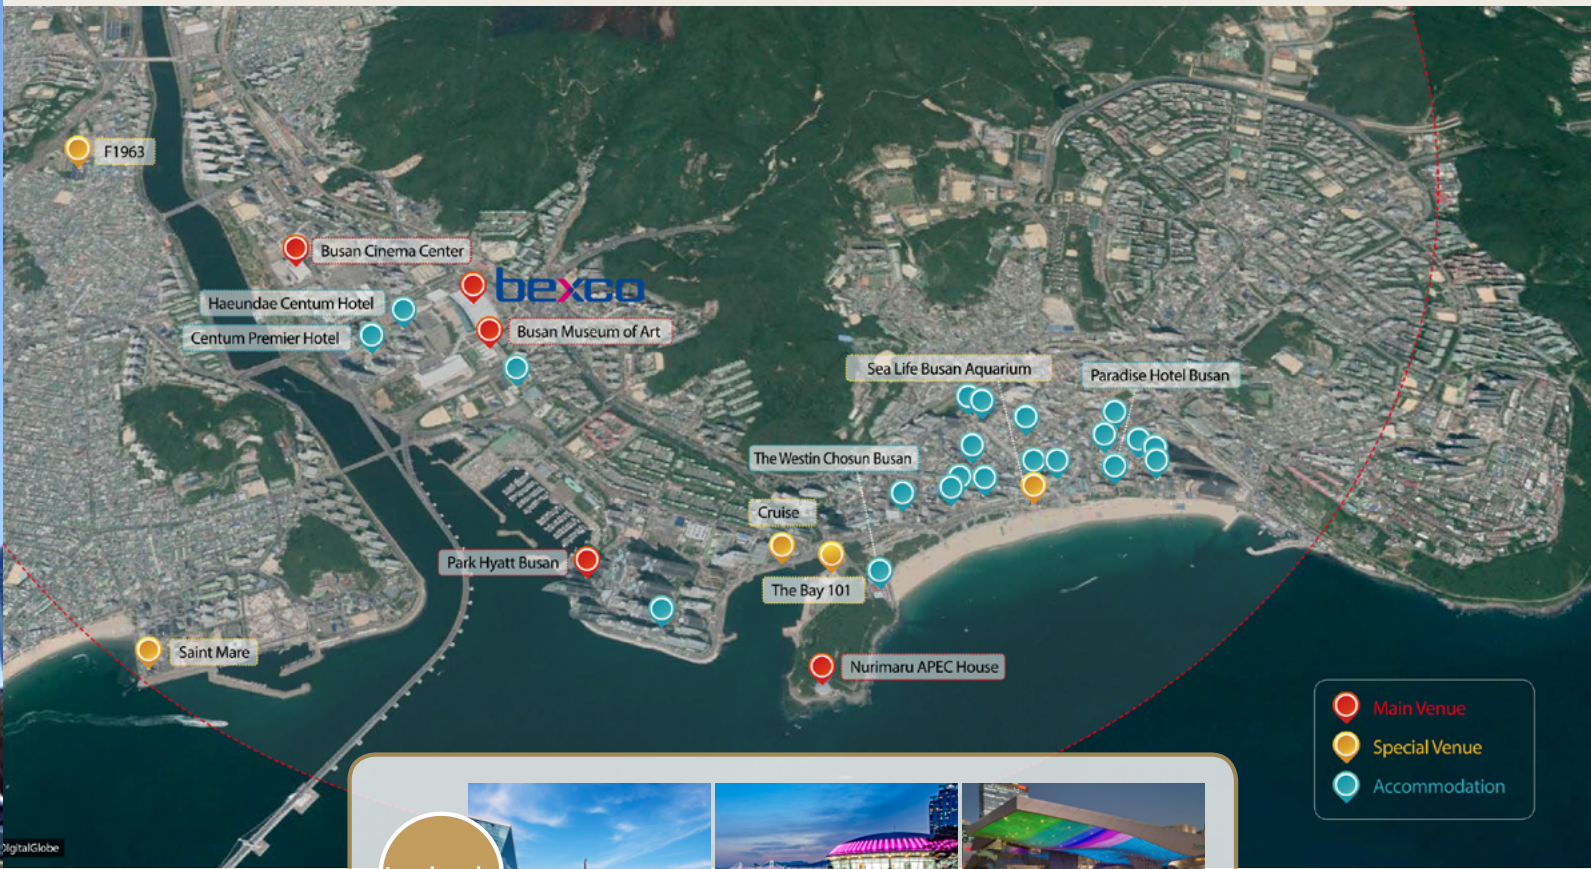 F1963
Busan Cinema Center
bexco
Haeundae Centum Hotel
Busan Museum of Art
Centum Premier Hotel
Sea Life Busan Aquarium
Paradise Hotel Busan
The Westin Chosun Busan
Cruise
Park Hyatt Busan
The Bay 101
Saint Mare
Nurimaru APEC House
Main Venue
Special Venue
Accommodation
DigitalGlobe